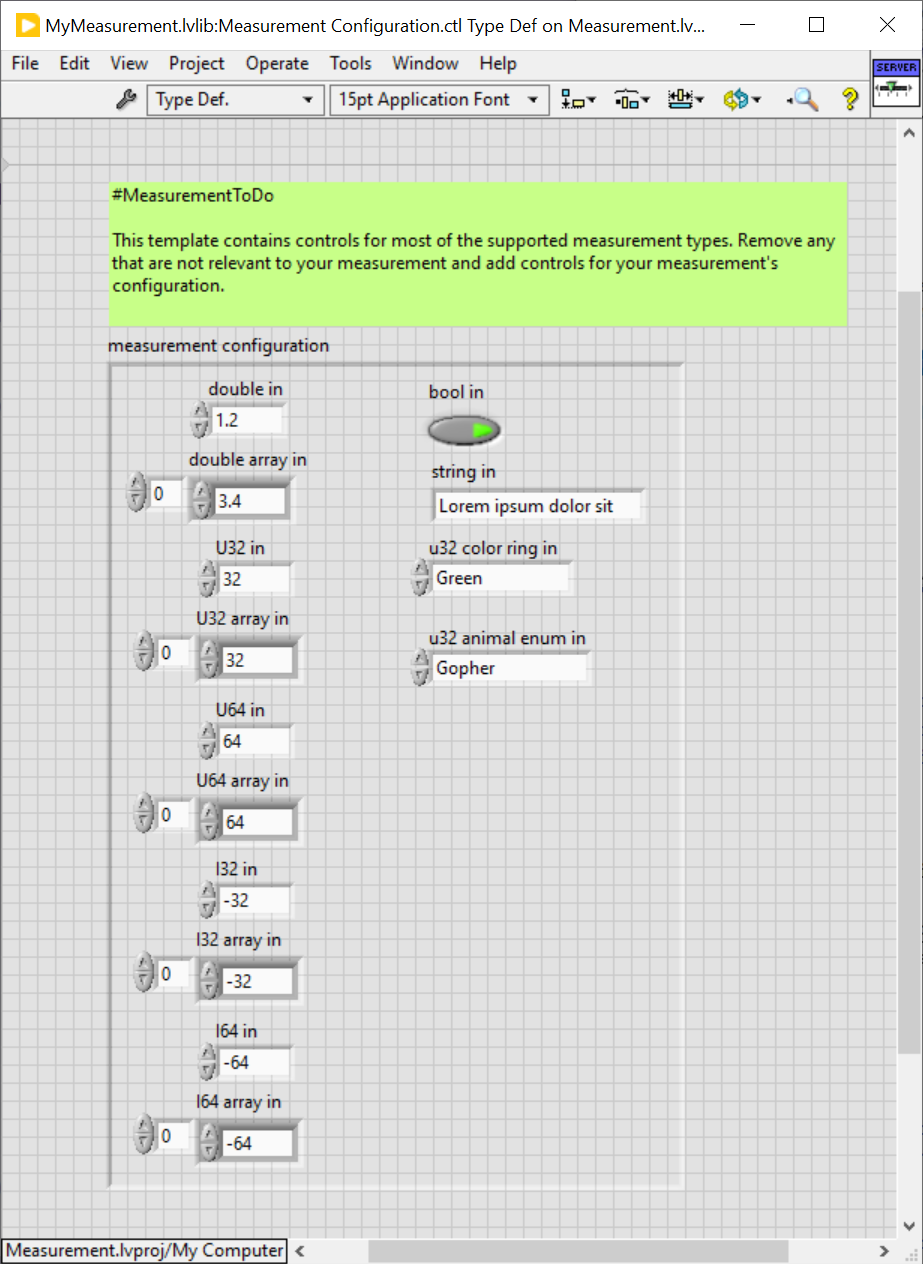 MyMeasurement.lvlib:Measurement Configuration.ctl Type Def on Measurement.lv...
File Edit View Project Operate Tools Window Help
SERVER
Type Def. 15pt Application Font ?
#MeasurementToDo
This template contains controls for most of the supported measurement types. Remove any
that are not relevant to your measurement and add controls for your measurement's
configuration.
measurement configuration
double in
1.2
double array in
0 3.4
U32 in
32
U32 array in
0 32
U64 in
64
U64 array in
0 64
I32 in
-32
I32 array in
0 -32
I64 in
-64
I64 array in
0 -64
bool in
string in
Lorem ipsum dolor sit
u32 color ring in
Green
u32 animal enum in
Gopher
Measurement.lvproj/My Computer